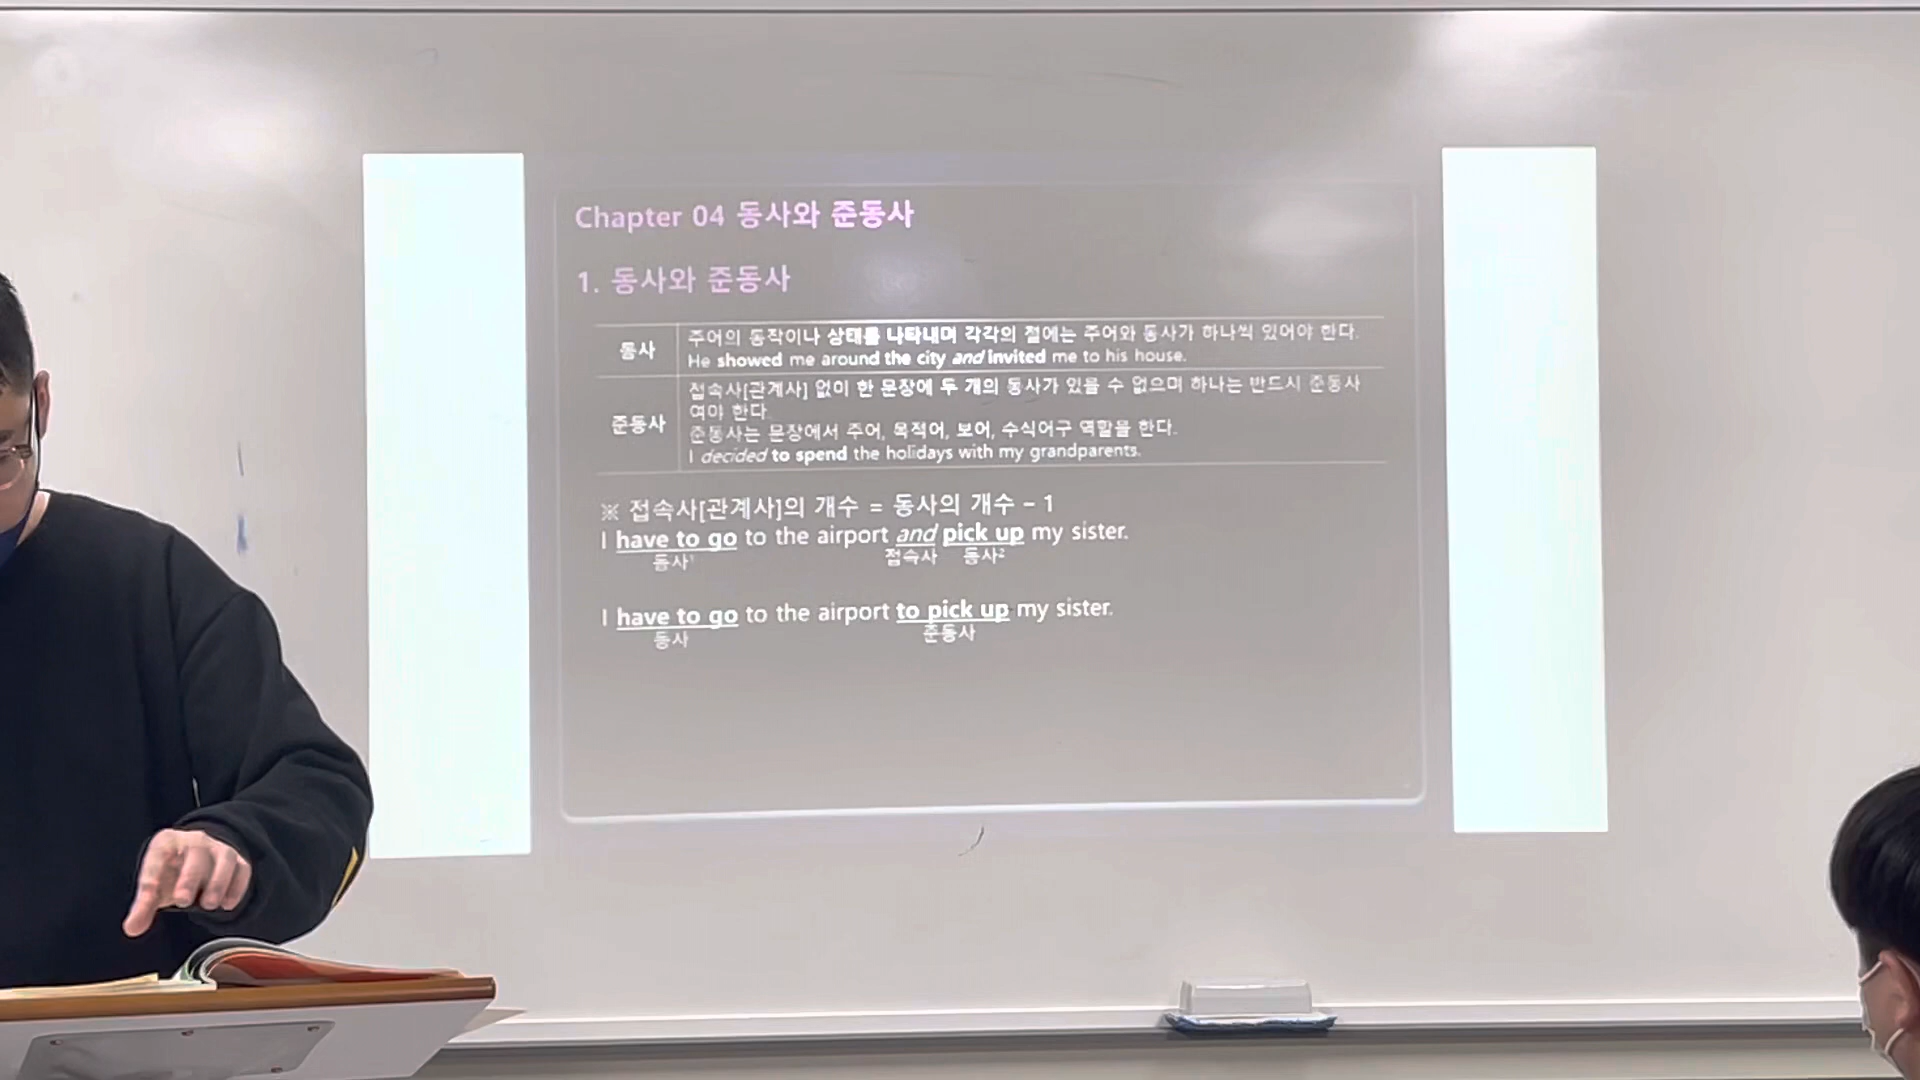 Chapter 04 동사와 준동사
1. 동사와 준동사
동사
주어의 동작이나 상태를 나타내며 각각의 절에는 주어와 동사가 하나씩 있어야 한다.
He showed me around the city and invited me to his house.
준동사
접속사[관계사] 없이 한 문장에 두 개의 동사가 있을 수 없으며 하나는 반드시 준동사
여야 한다.
준동사는 문장에서 주어, 목적어, 보어, 수식어구 역할을 한다.
I decided to spend the holidays with my grandparents.
※ 접속사[관계사]의 개수 = 동사의 개수 – 1
I have to go to the airport and pick up my sister.
동사¹ 접속사 동사²
I have to go to the airport to pick up my sister.
동사 준동사